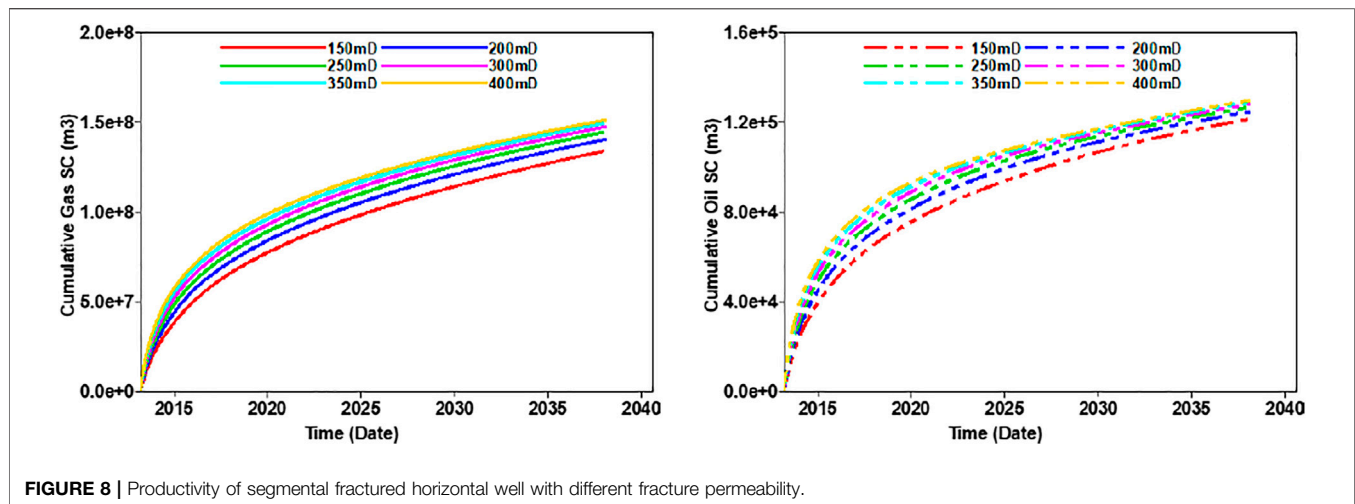 2.0e+8
150mD 200mD
250mD 300mD
350mD 400mD
1.5e+8
1.0e+8
5.0e+7
0.0e+0
Cumulative Gas SC (m3)
2015 2020 2025 2030 2035 2040
Time (Date)
1.6e+5
150mD 200mD
250mD 300mD
350mD 400mD
1.2e+5
8.0e+4
4.0e+4
0.0e+0
Cumulative Oil SC (m3)
2015 2020 2025 2030 2035 2040
Time (Date)
FIGURE 8 | Productivity of segmental fractured horizontal well with different fracture permeability.